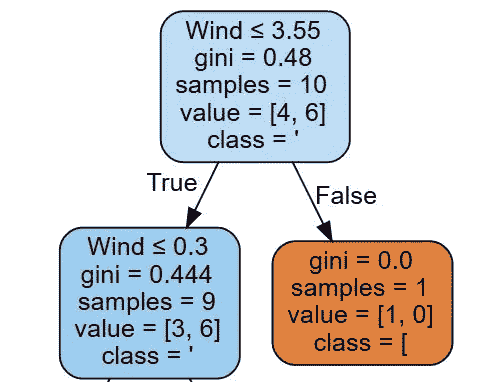 Wind ≤ 3.55
gini = 0.48
samples = 10
value = [4, 6]
class = '
True
False
Wind ≤ 0.3
gini = 0.444
samples = 9
value = [3, 6]
class = '
gini = 0.0
samples = 1
value = [1, 0]
class = [